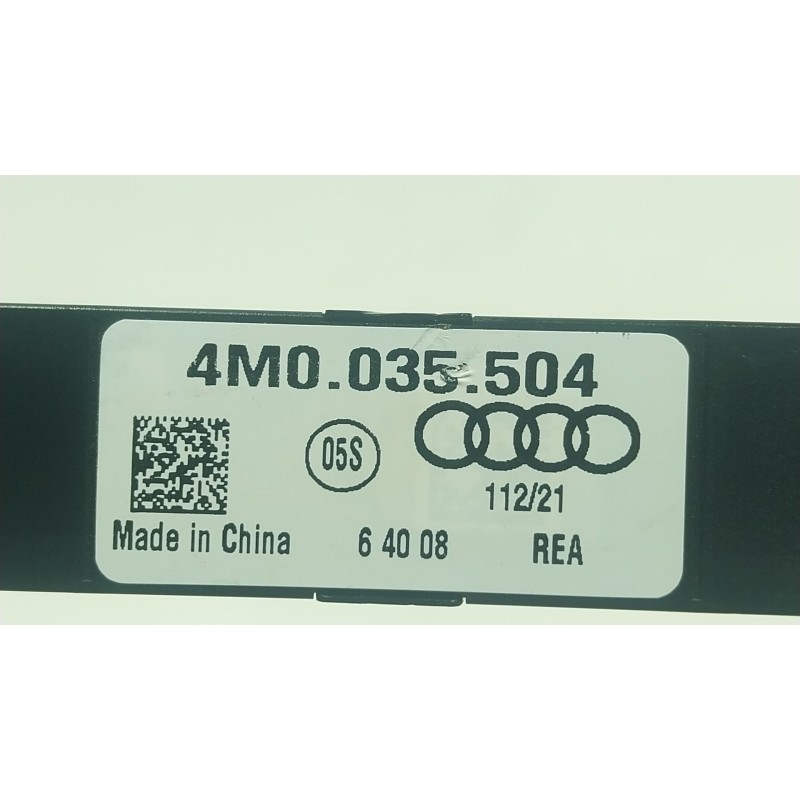 4M0.035.504
05S
112/21
Made in China 6 40 08 REA